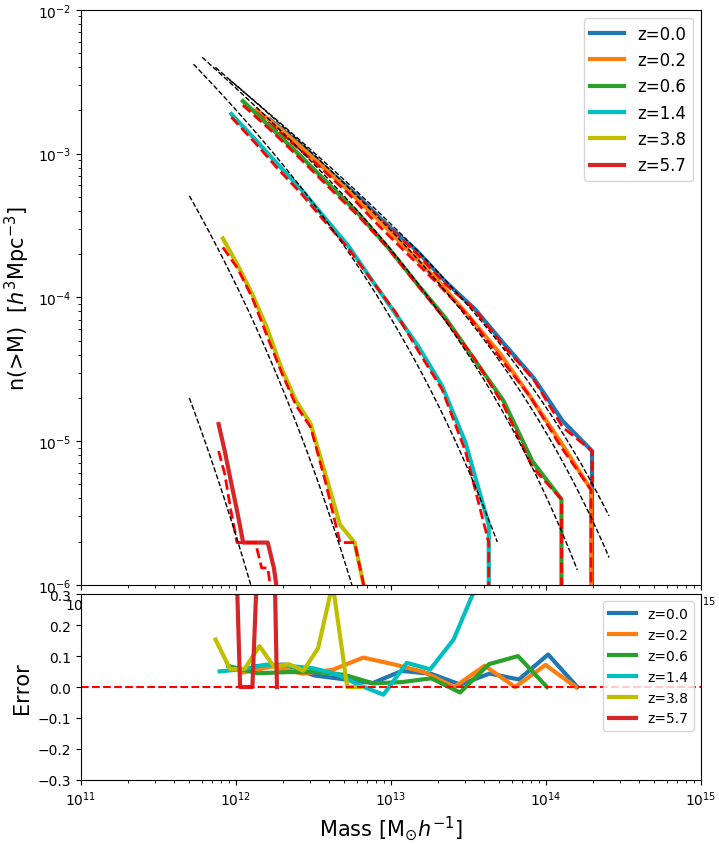 10⁻²
10⁻³
10⁻⁴
10⁻⁵
10⁻⁶
n(>M) [h³Mpc⁻³]
z=0.0
z=0.2
z=0.6
z=1.4
z=3.8
z=5.7
10
15
0.3
0.2
0.1
0.0
−0.1
−0.2
−0.3
Error
z=0.0
z=0.2
z=0.6
z=1.4
z=3.8
z=5.7
10¹¹ 10¹² 10¹³ 10¹⁴ 10¹⁵
Mass [M⊙h⁻¹]